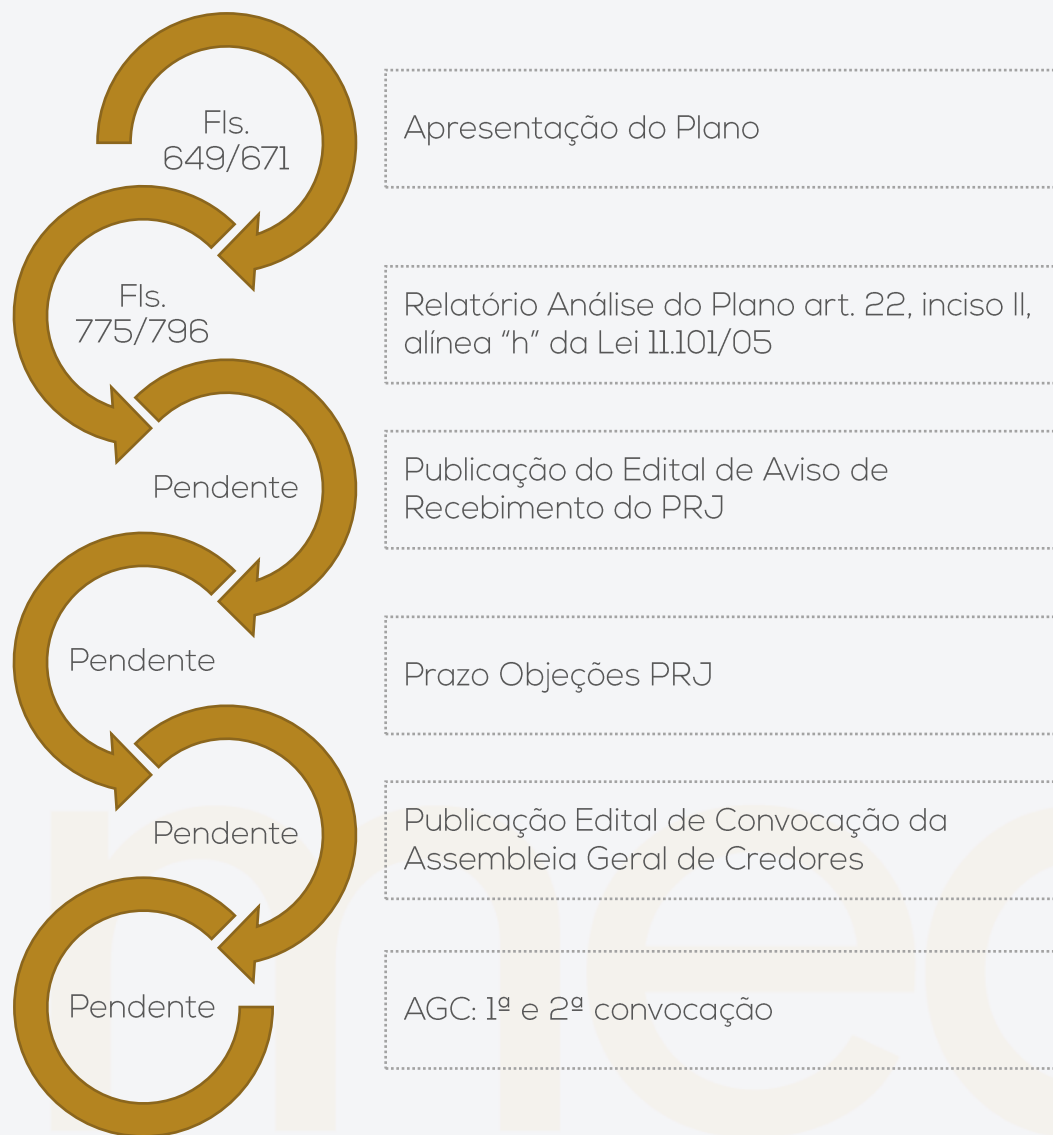 Fls.
649/671
Apresentação do Plano
Fls.
775/796
Relatório Análise do Plano art. 22, inciso II,
alínea “h” da Lei 11.101/05
Pendente
Publicação do Edital de Aviso de
Recebimento do PRJ
Pendente
Prazo Objeções PRJ
Pendente
Publicação Edital de Convocação da
Assembleia Geral de Credores
Pendente
AGC: 1ª e 2ª convocação